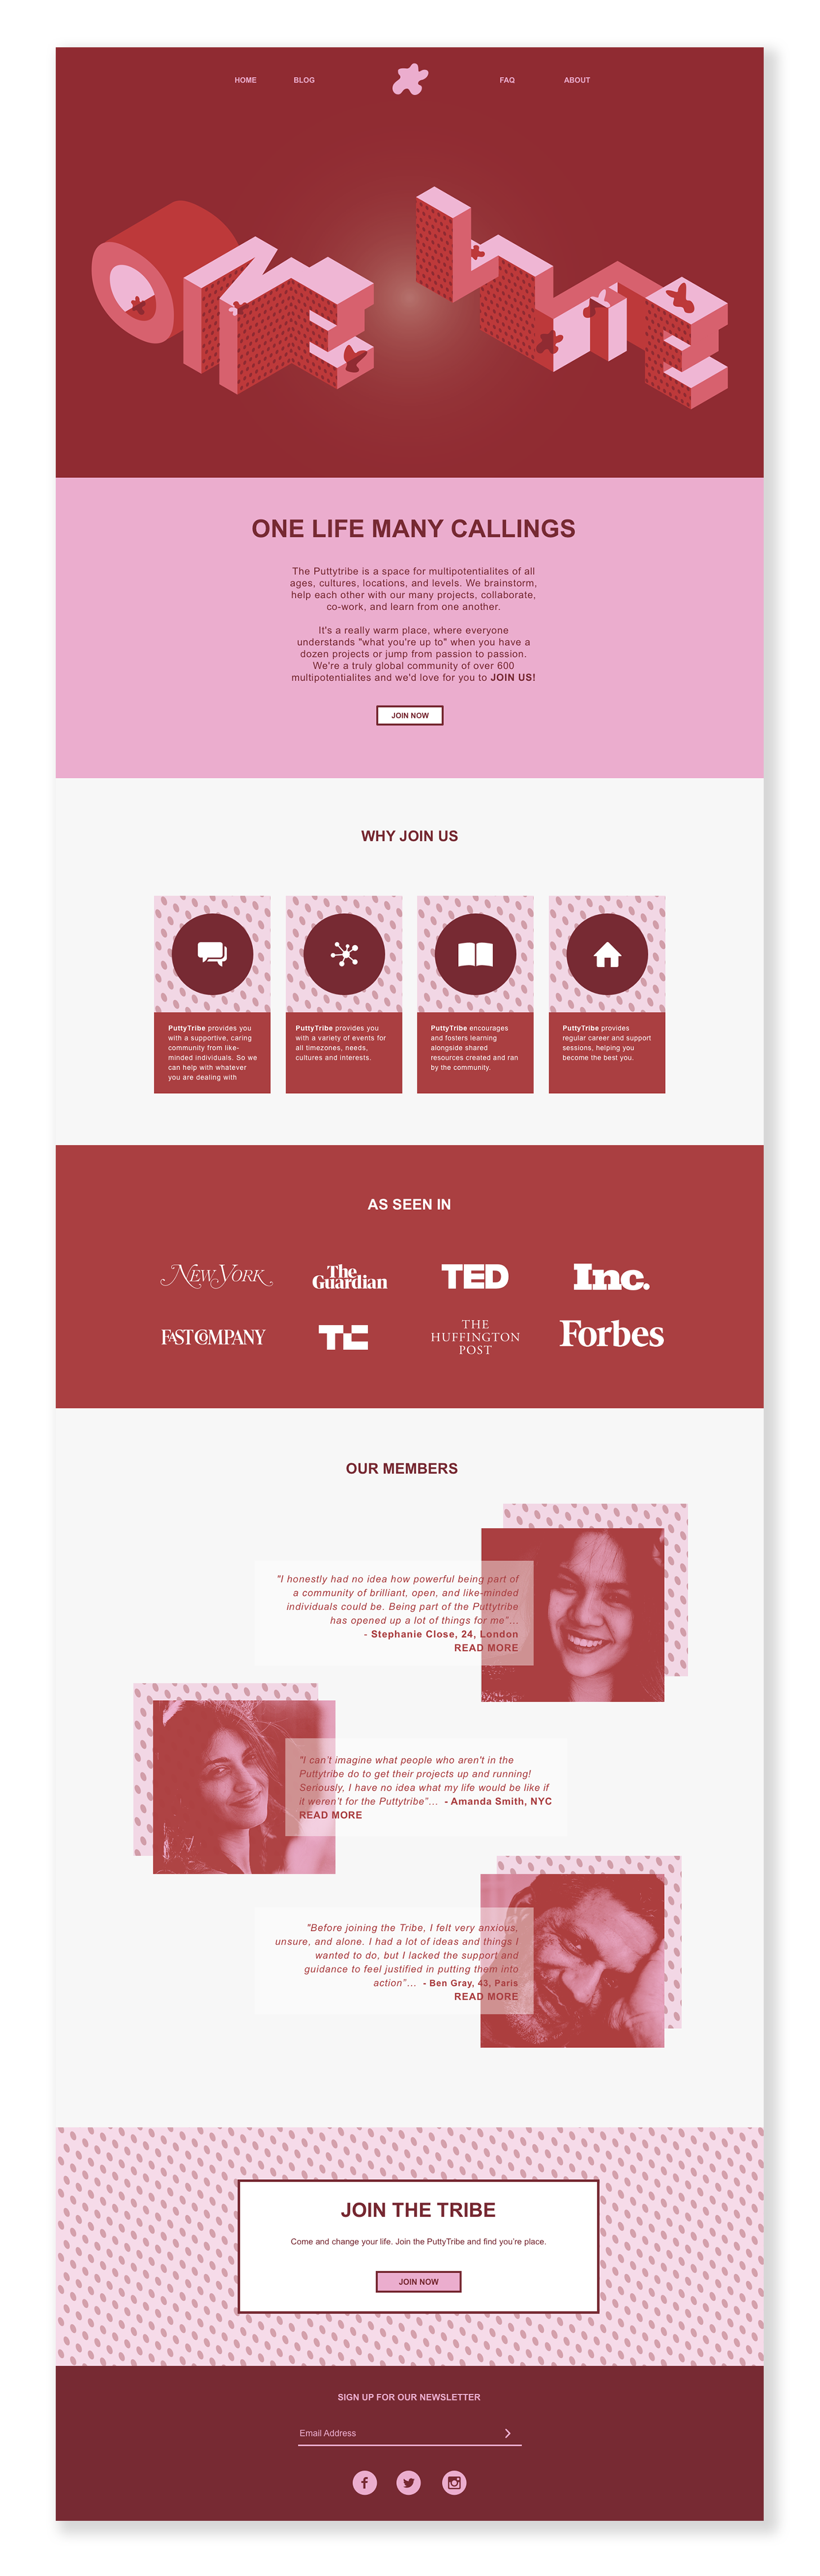 HOME BLOG FAQ ABOUT
ONE LIFE
ONE LIFE MANY CALLINGS
The Puttytribe is a space for multipotentialites of all
ages, cultures, locations, and levels. We brainstorm,
help each other with our many projects, collaborate,
co-work, and learn from one another.
It's a really warm place, where everyone
understands "what you're up to" when you have a
dozen projects or jump from passion to passion.
We're a truly global community of over 600
multipotentialites and we'd love for you to JOIN US!
JOIN NOW
WHY JOIN US
PuttyTribe provides you
with a supportive, caring
community from like-
minded individuals. So we
can help with whatever
you are dealing with
PuttyTribe provides you
with a variety of events for
all timezones, needs,
cultures and interests.
PuttyTribe encourages
and fosters learning
alongside shared
resources created and ran
by the community.
PuttyTribe provides
regular career and support
sessions, helping you
become the best you.
AS SEEN IN
NEW YORK
The
Guardian
TED
Inc.
FAST COMPANY
TC
THE
HUFFINGTON
POST
Forbes
OUR MEMBERS
"I honestly had no idea how powerful being part of
a community of brilliant, open, and like-minded
individuals could be. Being part of the Puttytribe
has opened up a lot of things for me"...
- Stephanie Close, 24, London
READ MORE
"I can't imagine what people who aren't in the
Puttytribe do to get their projects up and running!
Seriously, I have no idea what my life would be like if
it weren't for the Puttytribe"... - Amanda Smith, NYC
READ MORE
"Before joining the Tribe, I felt very anxious,
unsure, and alone. I had a lot of ideas and things I
wanted to do, but I lacked the support and
guidance to feel justified in putting them into
action"... - Ben Gray, 43, Paris
READ MORE
JOIN THE TRIBE
Come and change your life. Join the PuttyTribe and find you're place.
JOIN NOW
SIGN UP FOR OUR NEWSLETTER
Email Address